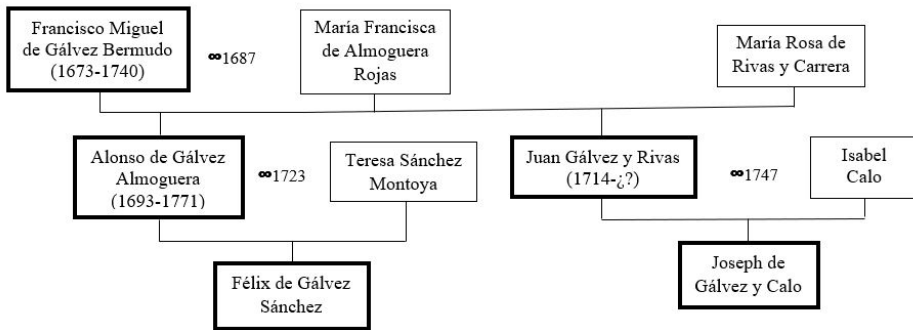 Francisco Miguel
de Gálvez Bermudo
(1673-1740)
∞1687
María Francisca
de Almoguera
Rojas
María Rosa de
Rivas y Carrera
Alonso de Gálvez
Almoguera
(1693-1771)
∞1723
Teresa Sánchez
Montoya
Juan Gálvez y Rivas
(1714-¿?)
∞1747
Isabel
Calo
Félix de Gálvez
Sánchez
Joseph de
Gálvez y Calo